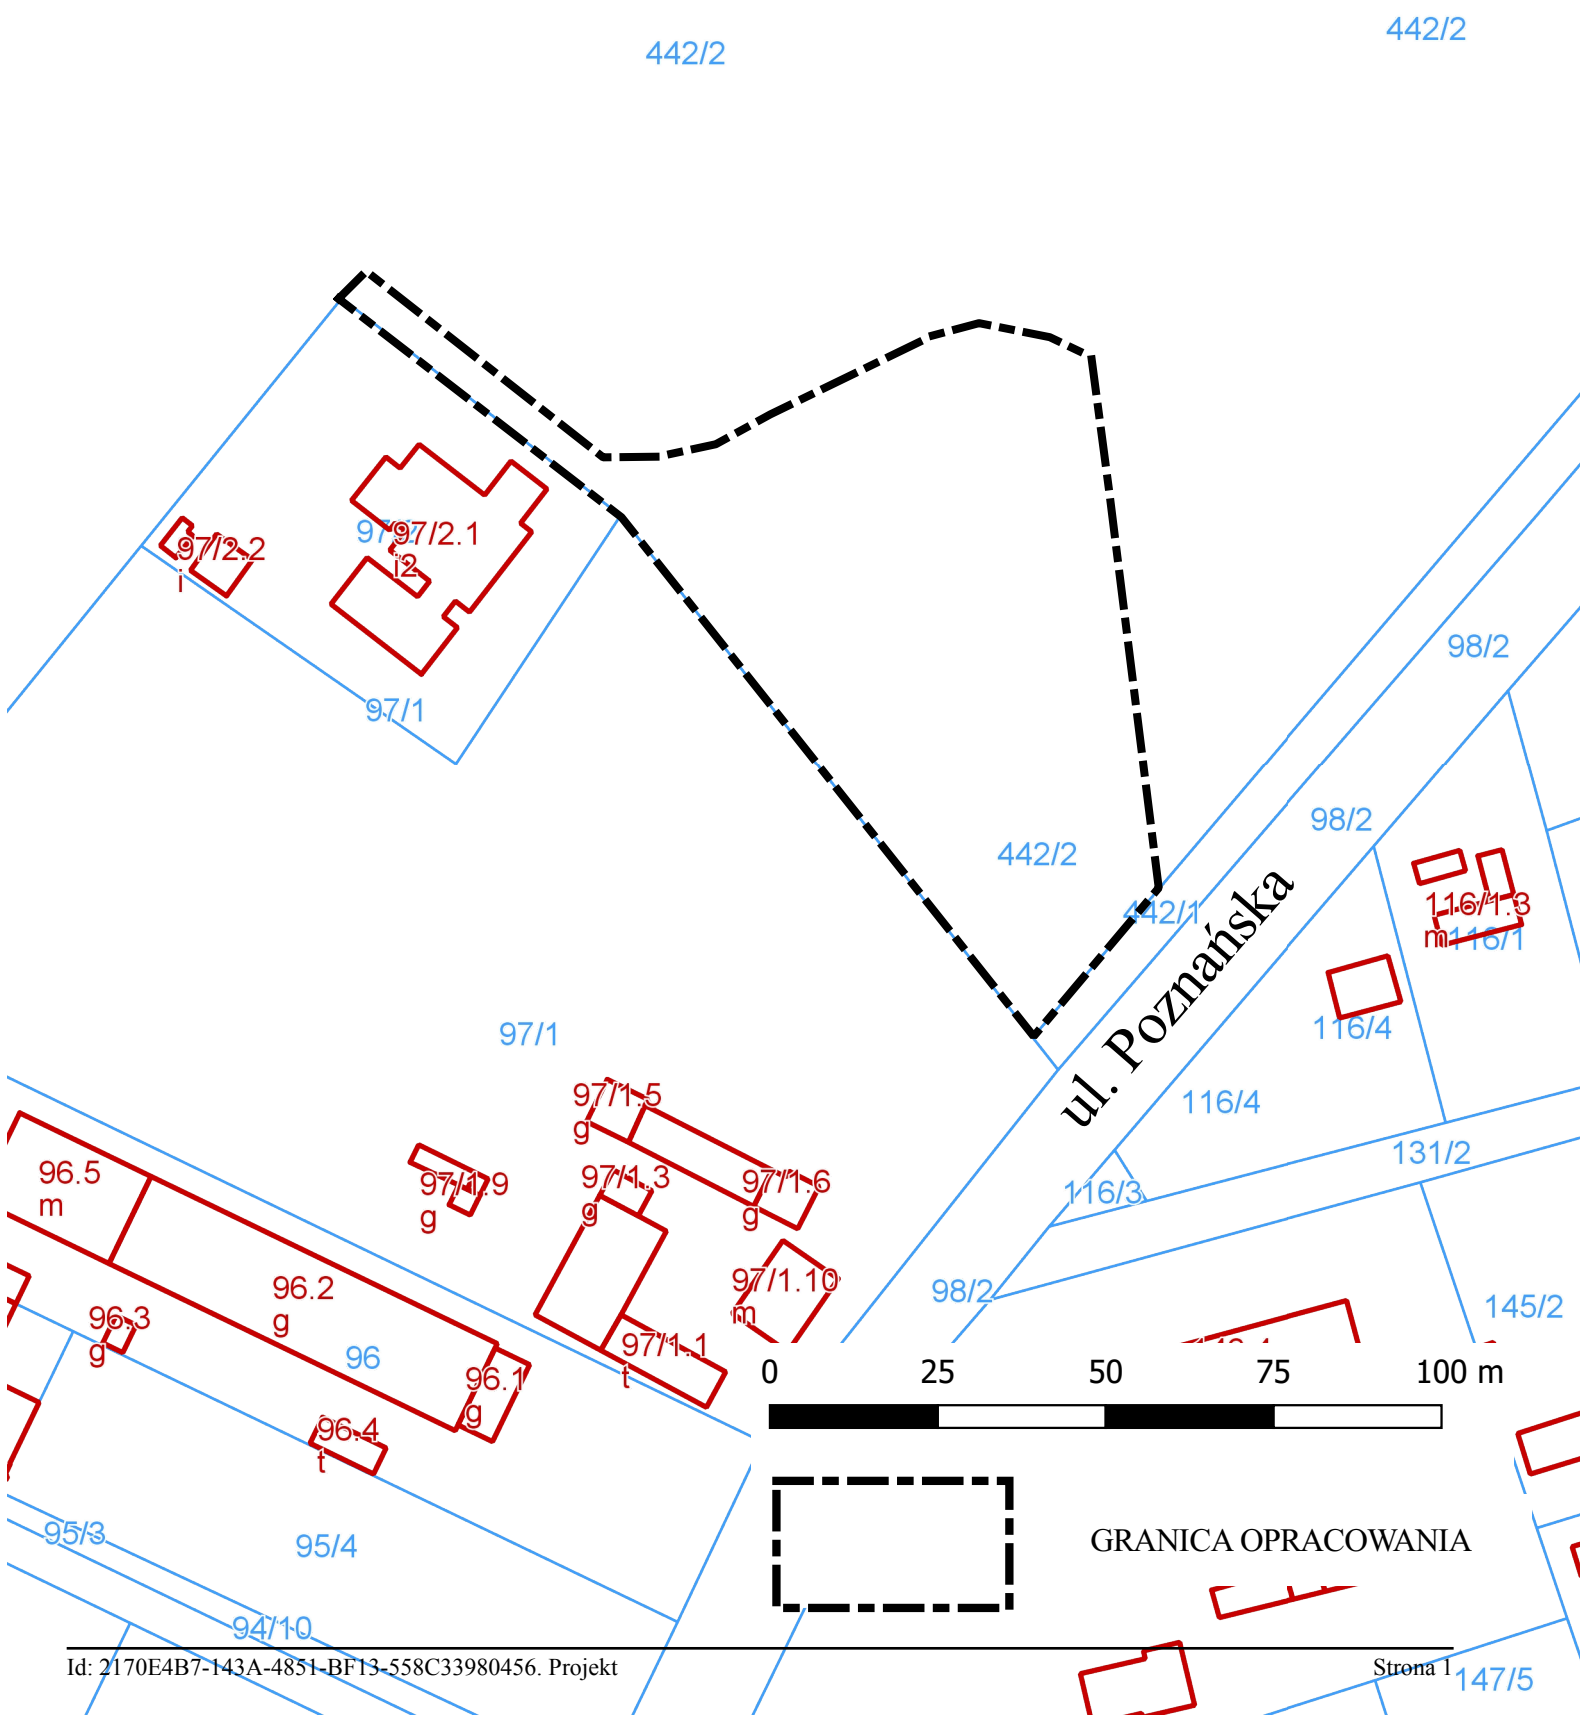 442/2
442/2
97/2
97/2.1
i2
97/2.2
i
98/2
97/1
98/2
442/2
116/1.3
m
442/1
116/1
ul. Poznańska
116/4
97/1
97/1.5
g
116/4
131/2
96.5
m
97/1.9
g
97/1.3
g
97/1.6
g
116/3
96.2
g
97/1.10
m
98/2
145/2
96.3
g
96
97/1.1
t
96.1
g
0 25 50 75 100 m
96.4
t
95/3
95/4
GRANICA OPRACOWANIA
94/10
Id: 2170E4B7-143A-4851-BF13-558C33980456. Projekt
Strona 1
147/5